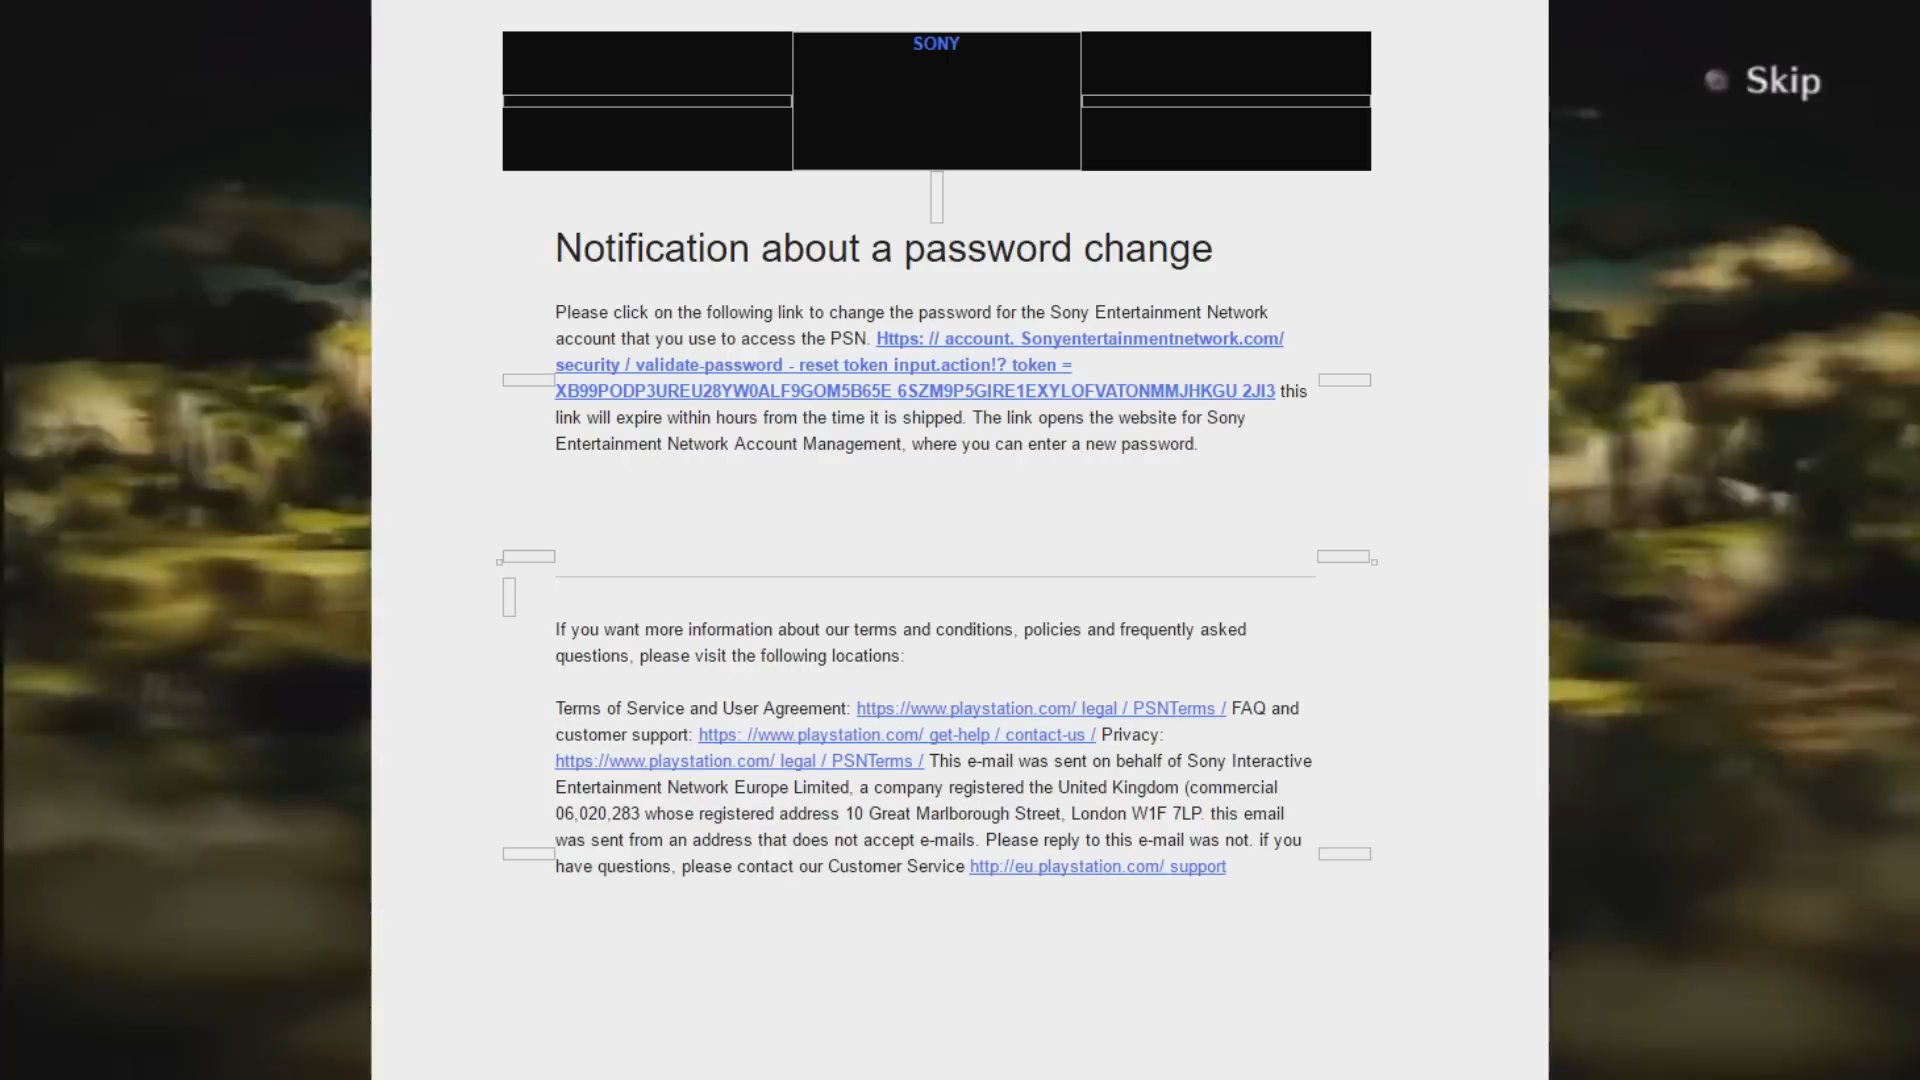 SONY
Skip
Notification about a password change
Please click on the following link to change the password for the Sony Entertainment Network
account that you use to access the PSN. Https: // account. Sonyentertainmentnetwork.com/
security / validate-password - reset token input.action!? token =
XB99PODP3UREU28YW0ALF9GOM5B65E 6SZM9P5GIRE1EXYLOFVATONMMJHKGU 2JI3 this
link will expire within hours from the time it is shipped. The link opens the website for Sony
Entertainment Network Account Management, where you can enter a new password.
If you want more information about our terms and conditions, policies and frequently asked
questions, please visit the following locations:
Terms of Service and User Agreement: https://www.playstation.com/ legal / PSNTerms / FAQ and
customer support: https: //www.playstation.com/ get-help / contact-us / Privacy:
https://www.playstation.com/ legal / PSNTerms / This e-mail was sent on behalf of Sony Interactive
Entertainment Network Europe Limited, a company registered the United Kingdom (commercial
06,020,283 whose registered address 10 Great Marlborough Street, London W1F 7LP. this email
was sent from an address that does not accept e-mails. Please reply to this e-mail was not. if you
have questions, please contact our Customer Service http://eu.playstation.com/ support